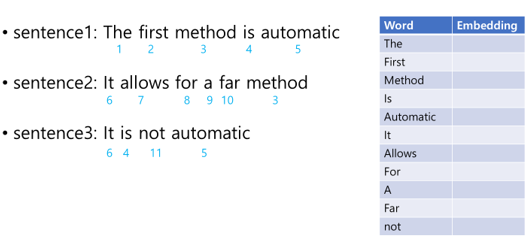 • sentence1: The first method is automatic
1 2 3 4 5
• sentence2: It allows for a far method
6 7 8 9 10 3
• sentence3: It is not automatic
6 4 11 5
Word Embedding
The
First
Method
Is
Automatic
It
Allows
For
A
Far
not